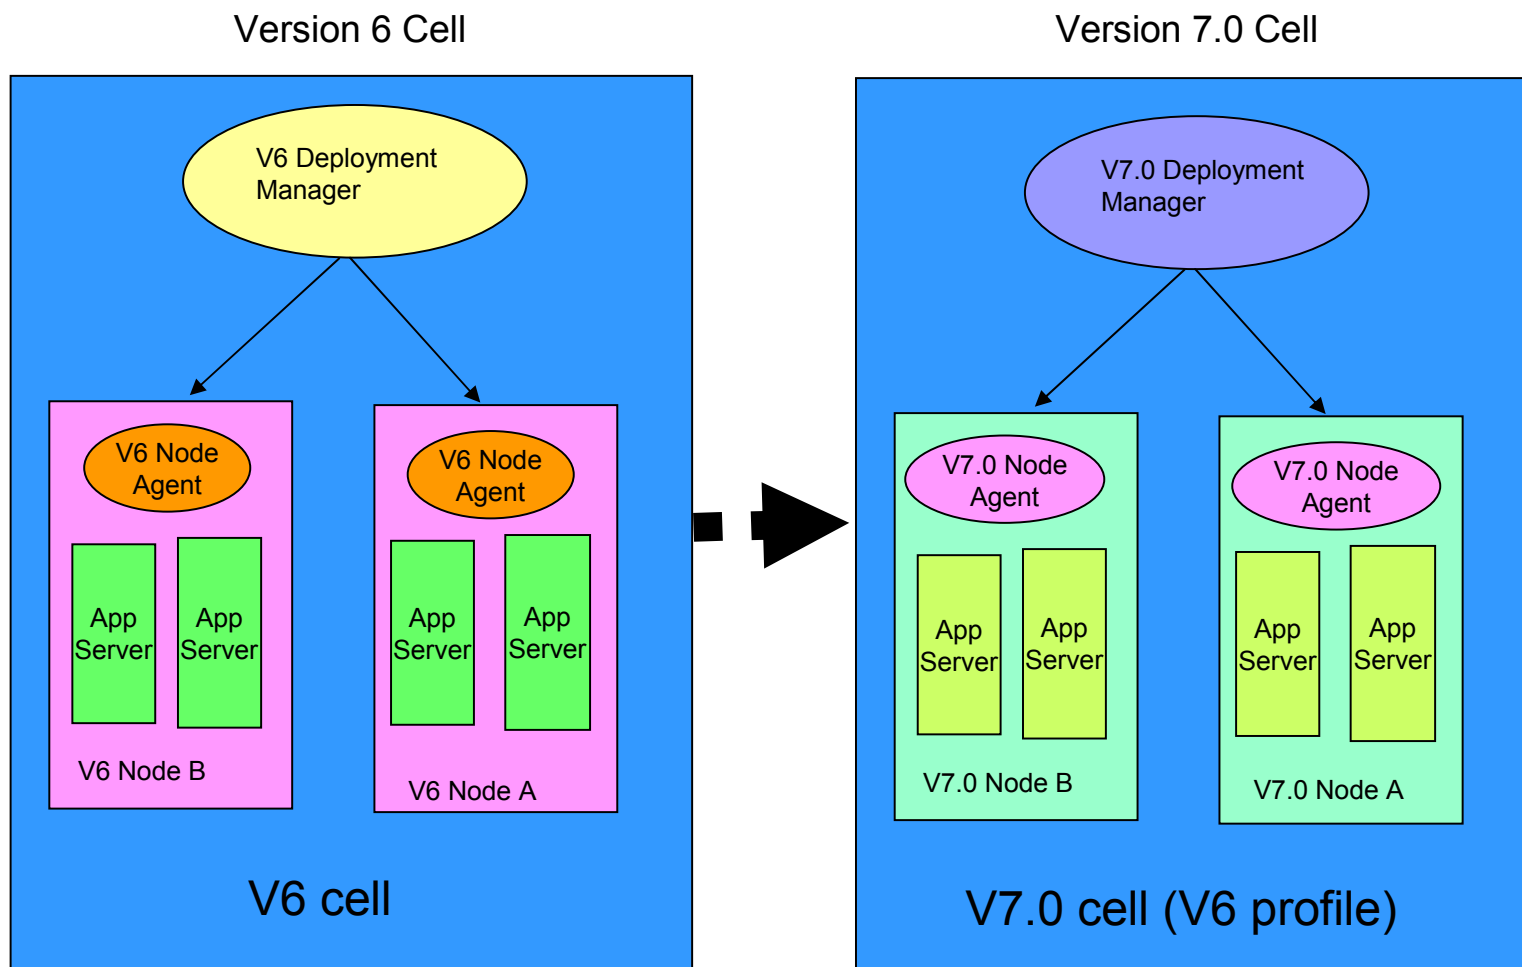 Version 6 Cell
V6 Deployment
Manager
V6 Node
Agent
App
Server
App
Server
V6 Node B
V6 Node
Agent
App
Server
App
Server
V6 Node A
V6 cell
Version 7.0 Cell
V7.0 Deployment
Manager
V7.0 Node
Agent
App
Server
App
Server
V7.0 Node B
V7.0 Node
Agent
App
Server
App
Server
V7.0 Node A
V7.0 cell (V6 profile)